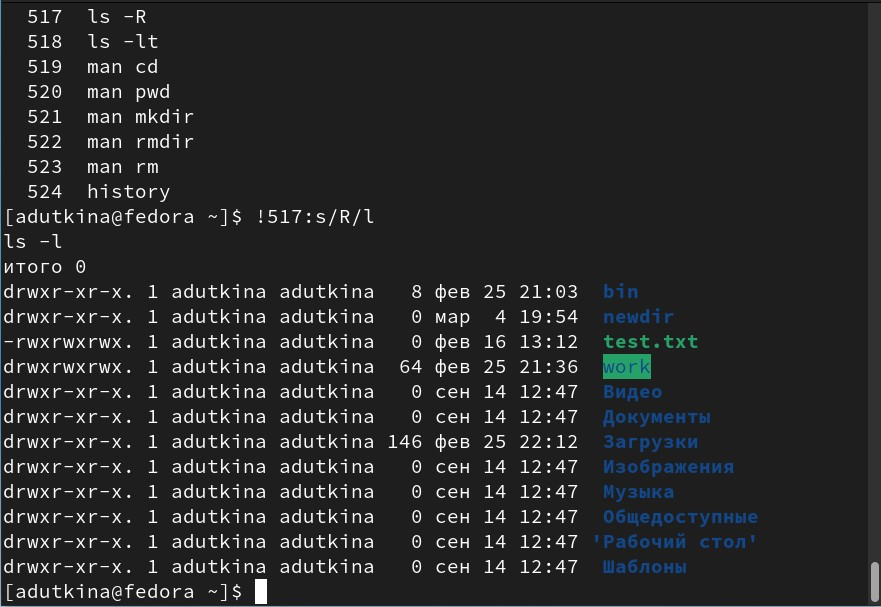 517  ls -R
518  ls -lt
519  man cd
520  man pwd
521  man mkdir
522  man rmdir
523  man rm
524  history
[adutkina@fedora ~]$ !517:s/R/l
ls -l
итого 0
drwxr-xr-x. 1 adutkina adutkina   8 фев 25 21:03  bin
drwxr-xr-x. 1 adutkina adutkina   0 мар  4 19:54  newdir
-rwxrwxrwx. 1 adutkina adutkina   0 фев 16 13:12  test.txt
drwxrwxrwx. 1 adutkina adutkina  64 фев 25 21:36  work
drwxr-xr-x. 1 adutkina adutkina   0 сен 14 12:47  Видео
drwxr-xr-x. 1 adutkina adutkina   0 сен 14 12:47  Документы
drwxr-xr-x. 1 adutkina adutkina 146 фев 25 22:12  Загрузки
drwxr-xr-x. 1 adutkina adutkina   0 сен 14 12:47  Изображения
drwxr-xr-x. 1 adutkina adutkina   0 сен 14 12:47  Музыка
drwxr-xr-x. 1 adutkina adutkina   0 сен 14 12:47  Общедоступные
drwxr-xr-x. 1 adutkina adutkina   0 сен 14 12:47 'Рабочий стол'
drwxr-xr-x. 1 adutkina adutkina   0 сен 14 12:47  Шаблоны
[adutkina@fedora ~]$